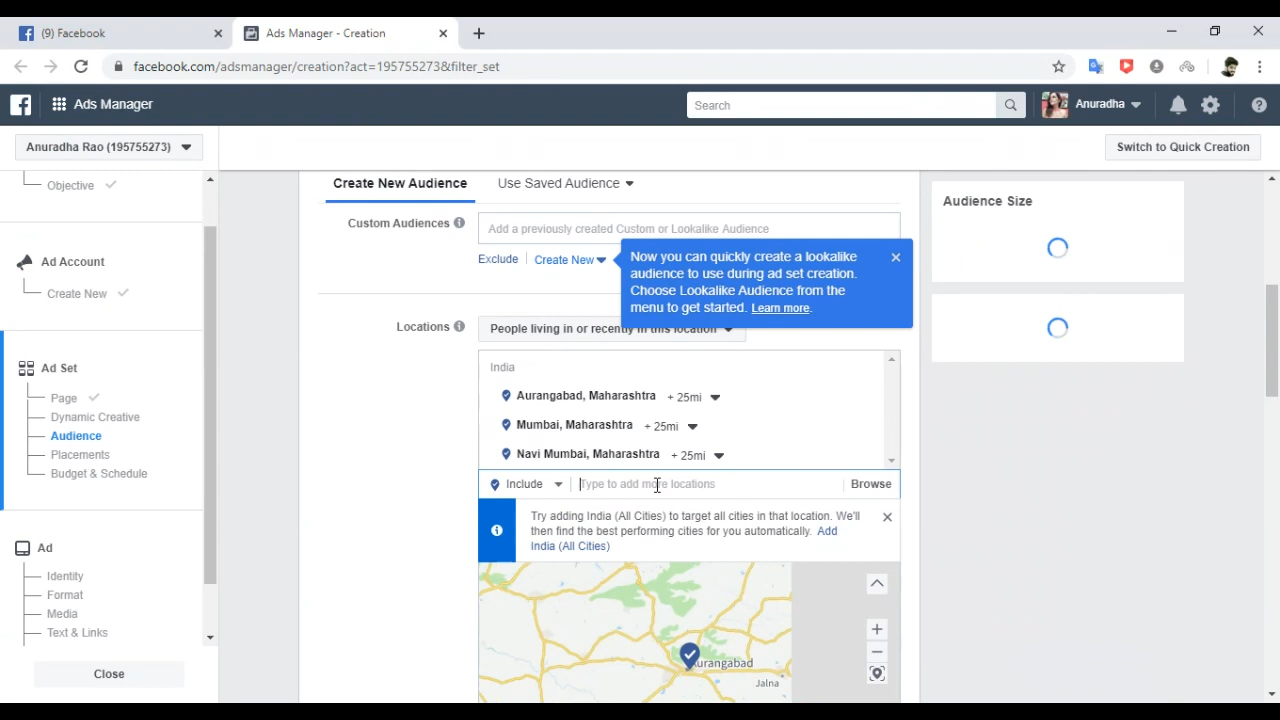 (9) Facebook
Ads Manager - Creation
facebook.com/adsmanager/creation?act=195755273&filter_set
Ads Manager
Search
Anuradha
Anuradha Rao (195755273)
Switch to Quick Creation
Objective
Ad Account
Create New
Ad Set
Page
Dynamic Creative
Audience
Placements
Budget & Schedule
Ad
Identity
Format
Media
Text & Links
Close
Create New Audience
Use Saved Audience
Custom Audiences
Add a previously created Custom or Lookalike Audience
Exclude
Create New
Now you can quickly create a lookalike
audience to use during ad set creation.
Choose Lookalike Audience from the
menu to get started. Learn more.
Locations
People living in or recently in this location
India
Aurangabad, Maharashtra + 25mi
Mumbai, Maharashtra + 25mi
Navi Mumbai, Maharashtra + 25mi
Include
Type to add more locations
Browse
Try adding India (All Cities) to target all cities in that location. We'll
then find the best performing cities for you automatically. Add
India (All Cities)
urangabad
Jalna
Audience Size